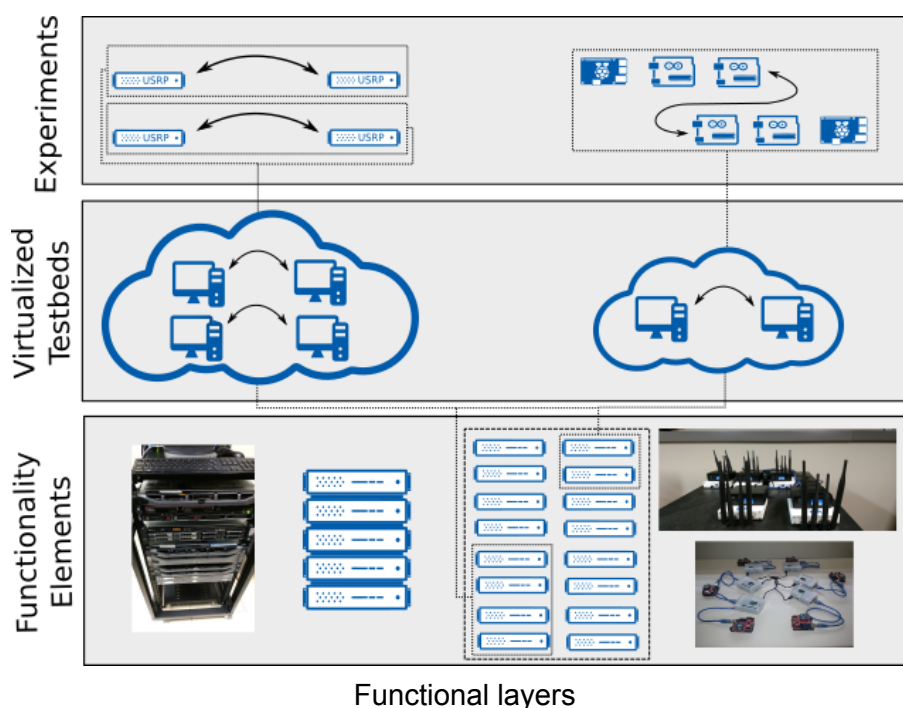 Experiments
USRP
USRP
USRP
USRP
Virtualized
Testbeds
Functionality
Elements
Functional layers